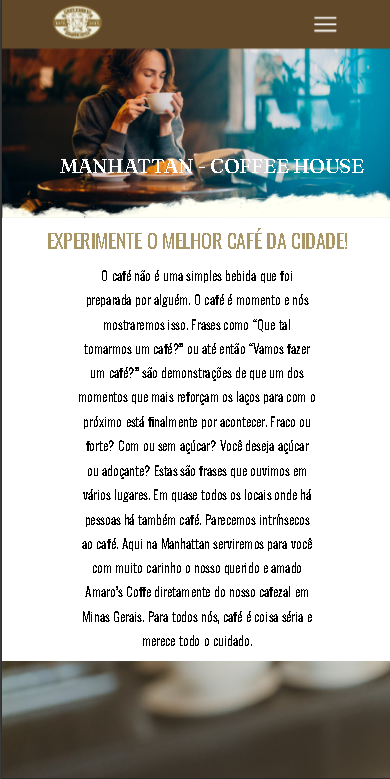 MANHATTAN - COFFEE HOUSE
EXPERIMENTE O MELHOR CAFÉ DA CIDADE!
O café não é uma simples bebida que foi
preparada por alguém. O café é momento e nós
mostraremos isso. Frases como “Que tal
tomarmos um café?” ou até então “Vamos fazer
um café?” são demonstrações de que um dos
momentos que mais reforçam os laços para com o
próximo está finalmente por acontecer. Fraco ou
forte? Com ou sem açúcar? Você deseja açúcar
ou adoçante? Estas são frases que ouvimos em
vários lugares. Em quase todos os locais onde há
pessoas há também café. Parecemos intrínsecos
ao café. Aqui na Manhattan serviremos para você
com muito carinho o nosso querido e amado
Amaro’s Coffe diretamente do nosso cafezal em
Minas Gerais. Para todos nós, café é coisa séria e
merece todo o cuidado.